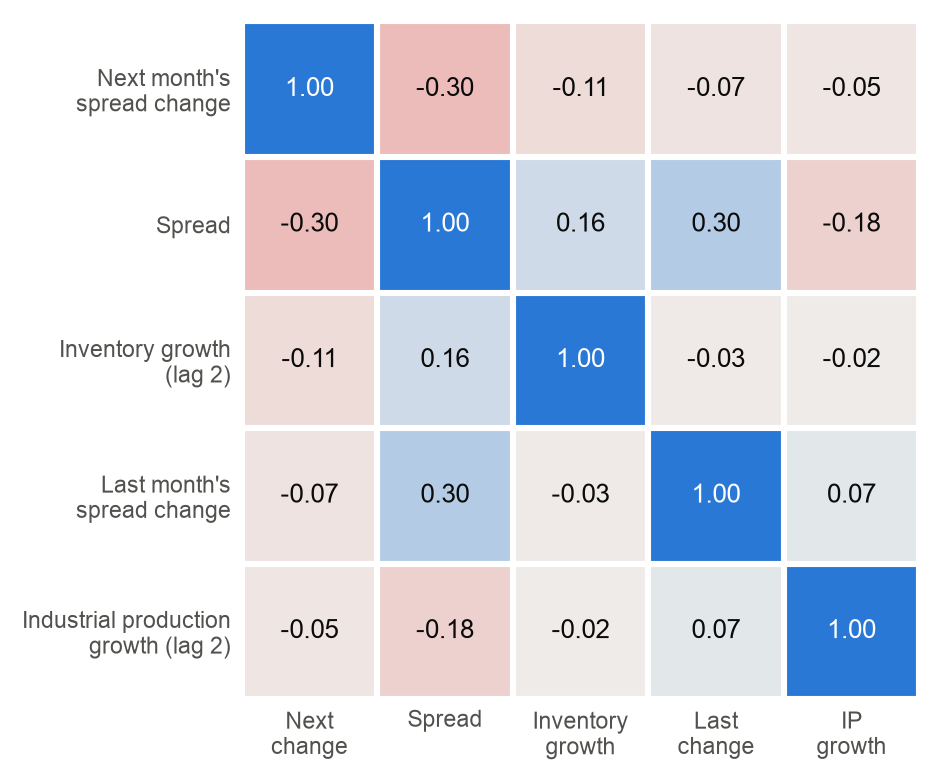 Next month's
spread change
1.00 -0.30 -0.11 -0.07 -0.05
Spread
-0.30 1.00 0.16 0.30 -0.18
Inventory growth
(lag 2)
-0.11 0.16 1.00 -0.03 -0.02
Last month's
spread change
-0.07 0.30 -0.03 1.00 0.07
Industrial production
growth (lag 2)
-0.05 -0.18 -0.02 0.07 1.00
Next Spread Inventory Last IP
change growth change growth